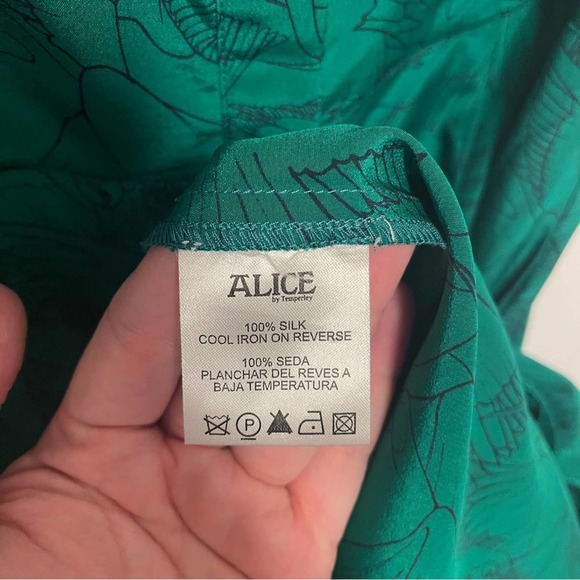 ALICE
by Temperley
100% SILK
COOL IRON ON REVERSE
100% SEDA
PLANCHAR DEL REVES A
BAJA TEMPERATURA
P